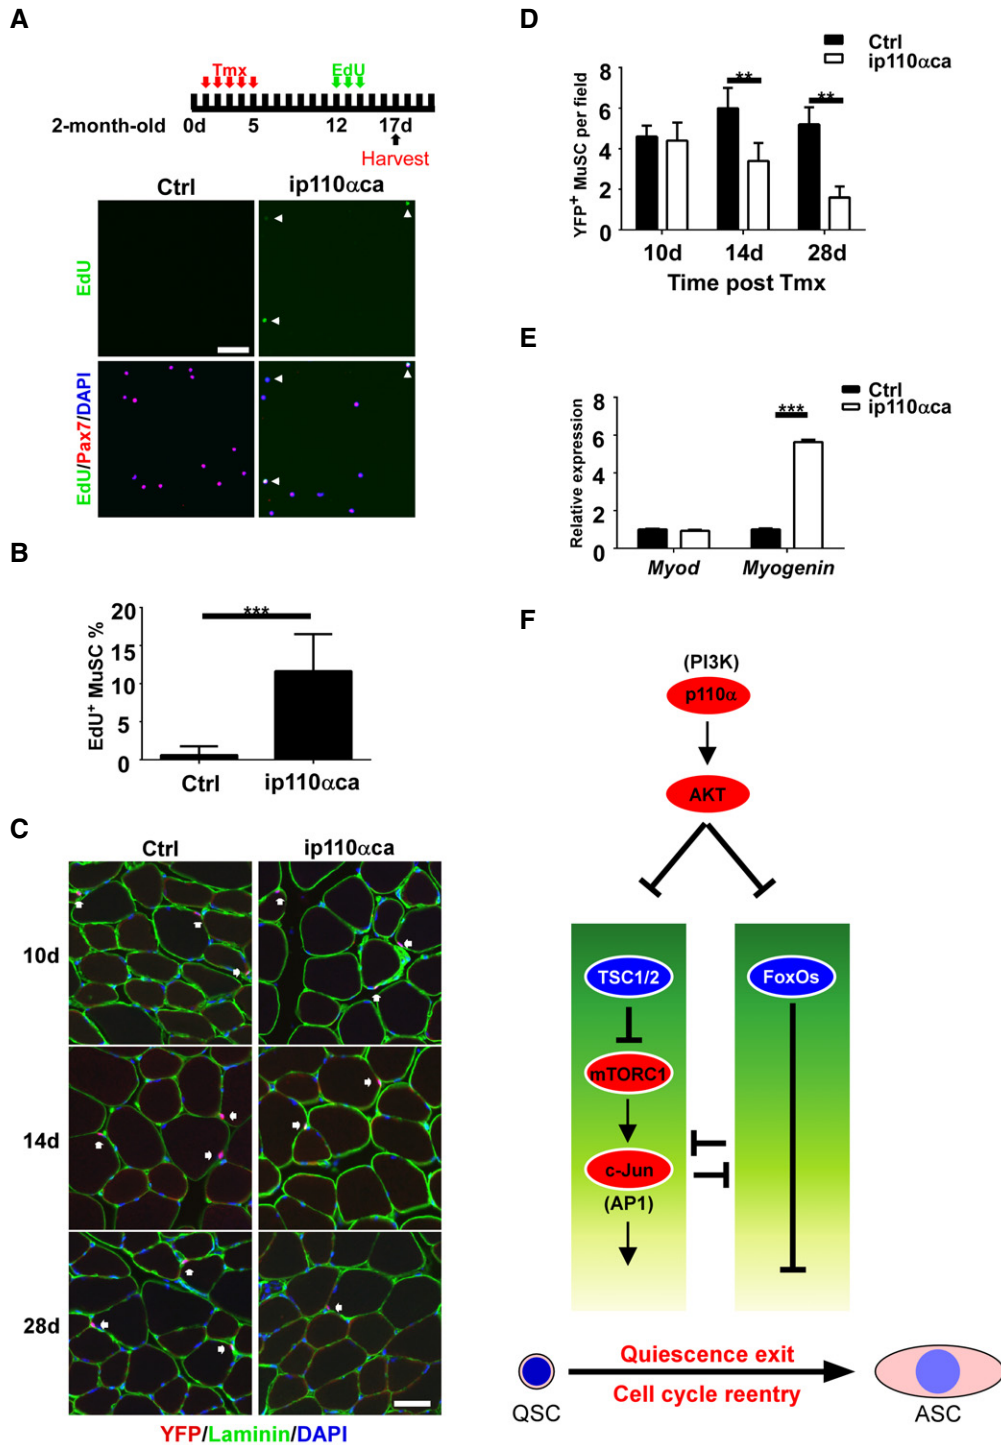 A
Tmx EdU
2-month-old 0d 5 12 17d
Harvest
Ctrl ip110αca
EdU
EdU/Pax7/DAPI
B
EdU+ MuSC %
20
15
10
5
0
***
Ctrl ip110αca
C
Ctrl ip110αca
10d
14d
28d
YFP/Laminin/DAPI
D
Ctrl
ip110αca
YFP+ MuSC per field
8
6
4
2
0
** **
10d 14d 28d
Time post Tmx
E
Ctrl
ip110αca
Relative expression
8
6
4
2
0
***
Myod Myogenin
F
(PI3K)
p110α
AKT
TSC1/2 FoxOs
mTORC1
c-Jun
(AP1)
Quiescence exit
Cell cycle reentry
QSC ASC